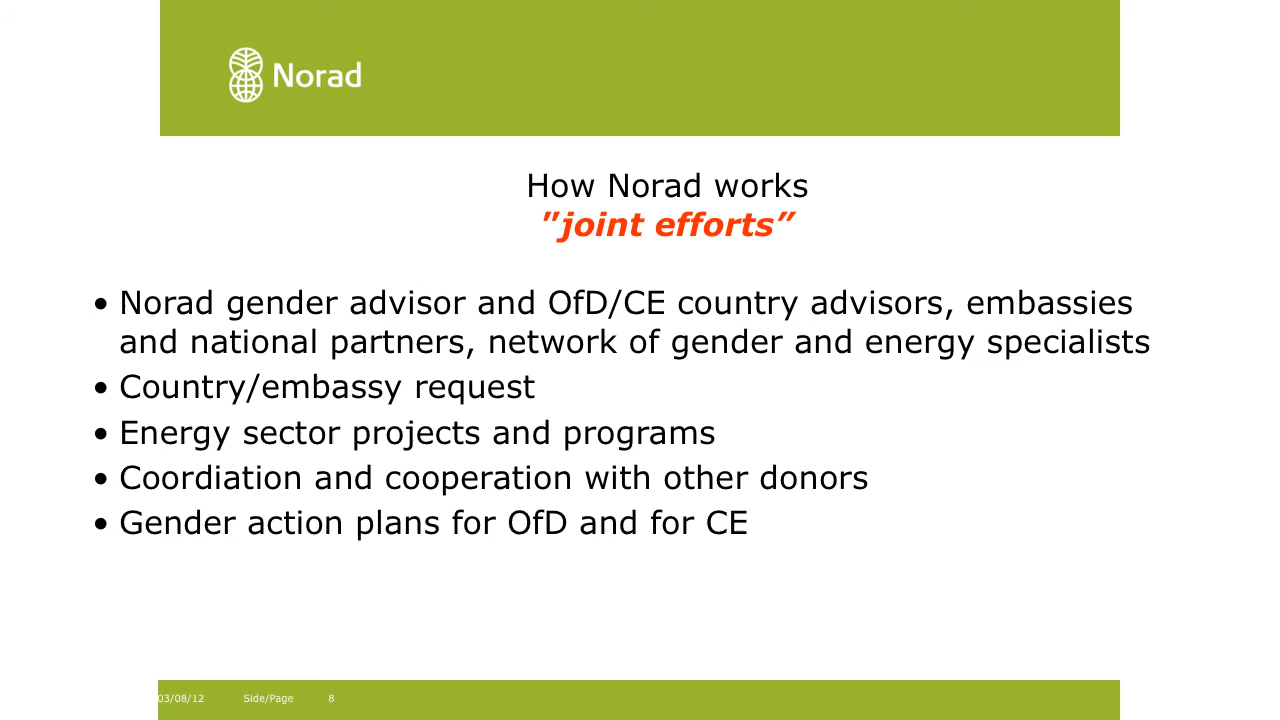 Norad
How Norad works
”joint efforts”
• Norad gender advisor and OfD/CE country advisors, embassies
and national partners, network of gender and energy specialists
• Country/embassy request
• Energy sector projects and programs
• Coordiation and cooperation with other donors
• Gender action plans for OfD and for CE
03/08/12 Side/Page 8